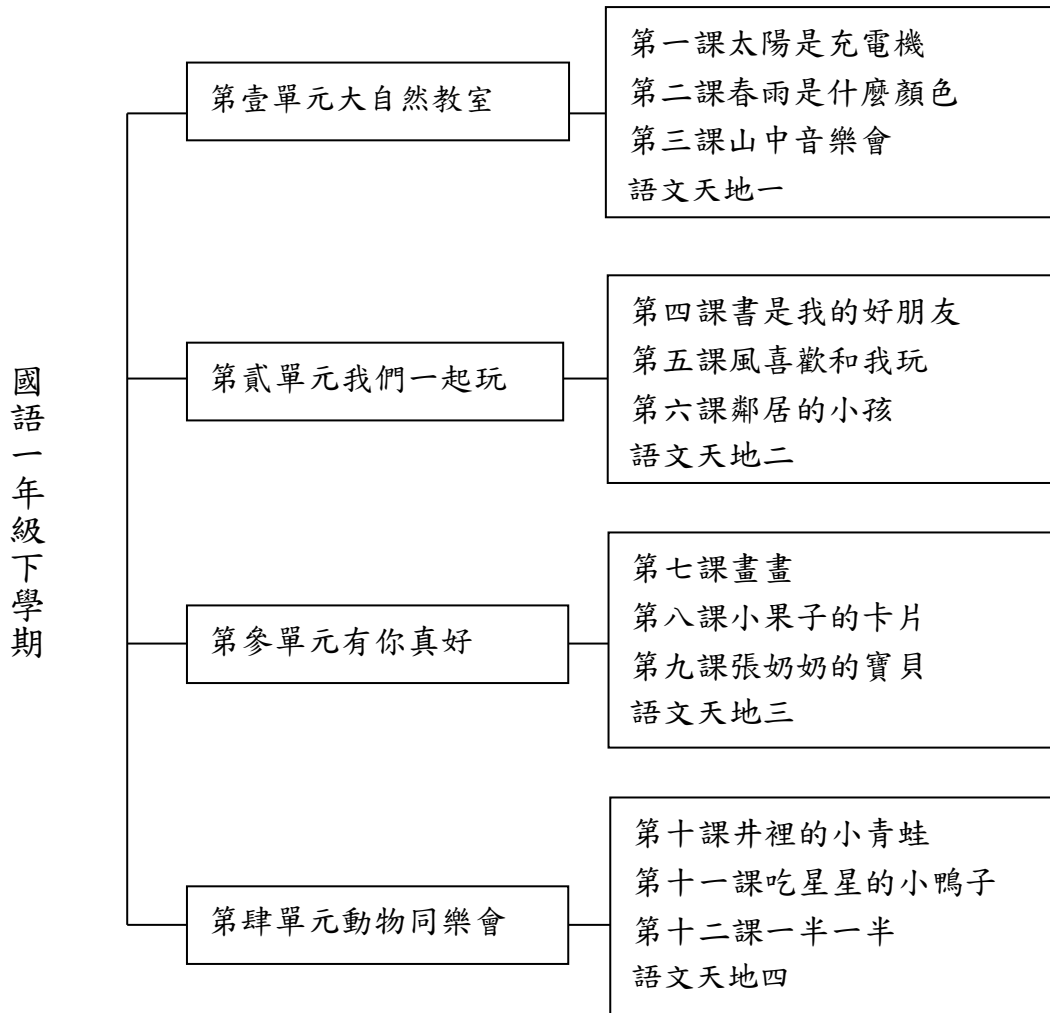 國語一年級下學期
第壹單元大自然教室
第一課太陽是充電機
第二課春雨是什麼顏色
第三課山中音樂會
語文天地一
第貳單元我們一起玩
第四課書是我的好朋友
第五課風喜歡和我玩
第六課鄰居的小孩
語文天地二
第參單元有你真好
第七課畫畫
第八課小果子的卡片
第九課張奶奶的寶貝
語文天地三
第肆單元動物同樂會
第十課井裡的小青蛙
第十一課吃星星的小鴨子
第十二課一半一半
語文天地四